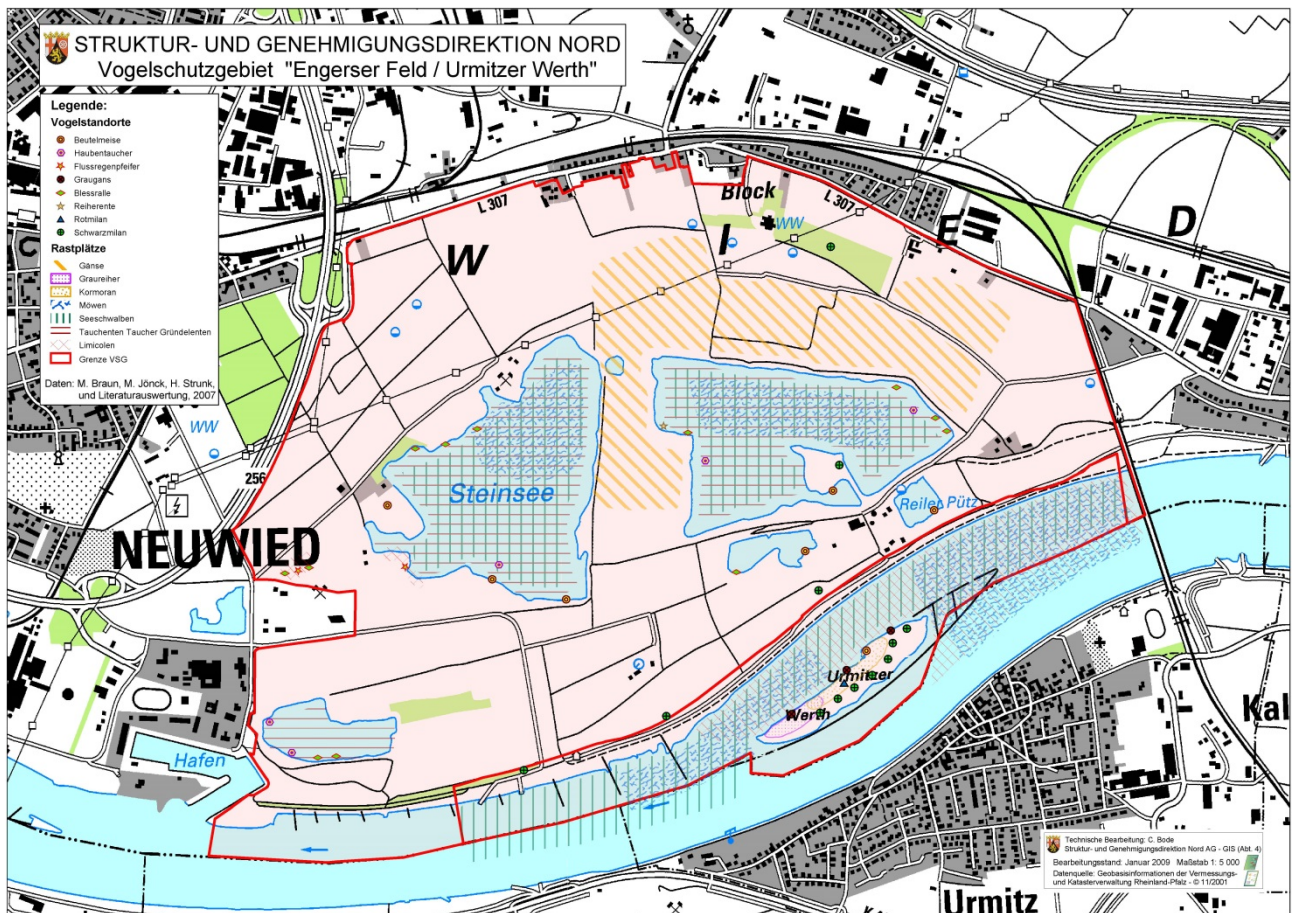 STRUKTUR- UND GENEHMIGUNGSDIREKTION NORD
Vogelschutzgebiet "Engerser Feld / Urmitzer Werth"
Legende:
Vogelstandorte
Beutelmeise
Haubentaucher
Flussregenpfeifer
Graugans
Blessralle
Reiherente
Rotmilan
Schwarzmilan
Rastplätze
Gänse
Graureiher
Kormoran
Möwen
Seeschwalben
Tauchenten Taucher Gründelenten
Limicolen
Grenze VSG
Daten: M. Braun, M. Jönck, H. Strunk,
und Literaturauswertung, 2007
L 307
Block
L 307
W I E D
WW
WW
256
Steinsee
Reiler Pütz
NEUWIED
Urmitzer
Werth
Kal
Hafen
Urmitz
Technische Bearbeitung: C. Bode
Struktur- und Genehmigungsdirektion Nord AG - GIS (Abt. 4)
Bearbeitungsstand: Januar 2009 Maßstab 1: 5 000
Datenquelle: Geobasisinformationen der Vermessungs-
und Katasterverwaltung Rheinland-Pfalz - © 11/2001